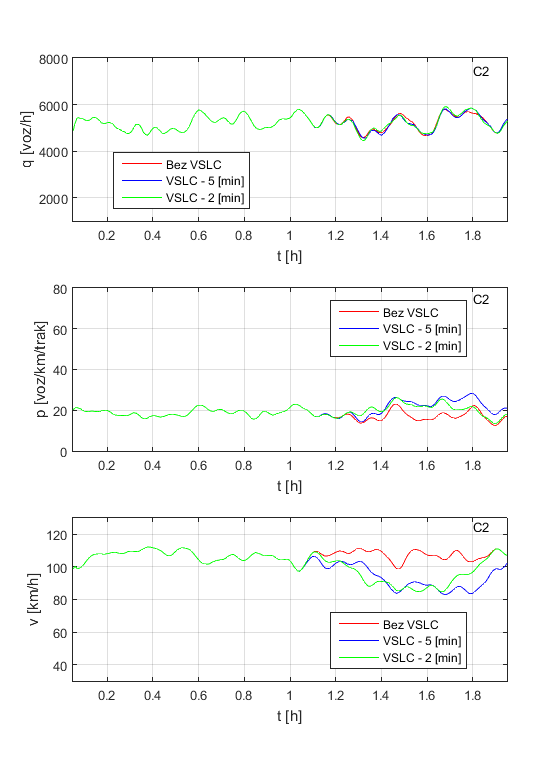 8000
6000
4000
2000
q [voz/h]
C2
Bez VSLC
VSLC - 5 [min]
VSLC - 2 [min]
0.2 0.4 0.6 0.8 1 1.2 1.4 1.6 1.8
t [h]
80
60
40
20
0
p [voz/km/trak]
C2
Bez VSLC
VSLC - 5 [min]
VSLC - 2 [min]
0.2 0.4 0.6 0.8 1 1.2 1.4 1.6 1.8
t [h]
120
100
80
60
40
v [km/h]
C2
Bez VSLC
VSLC - 5 [min]
VSLC - 2 [min]
0.2 0.4 0.6 0.8 1 1.2 1.4 1.6 1.8
t [h]